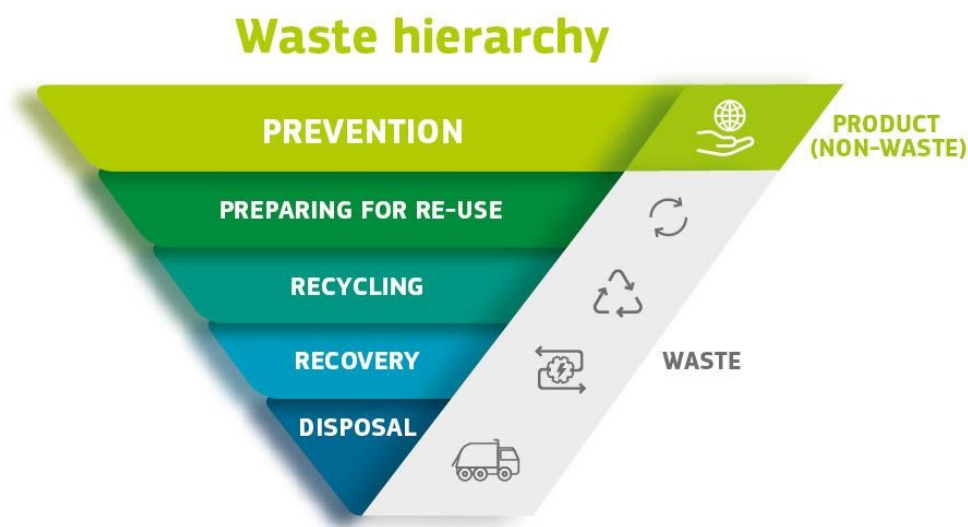 Waste hierarchy
PREVENTION
PRODUCT
(NON-WASTE)
PREPARING FOR RE-USE
RECYCLING
RECOVERY
WASTE
DISPOSAL